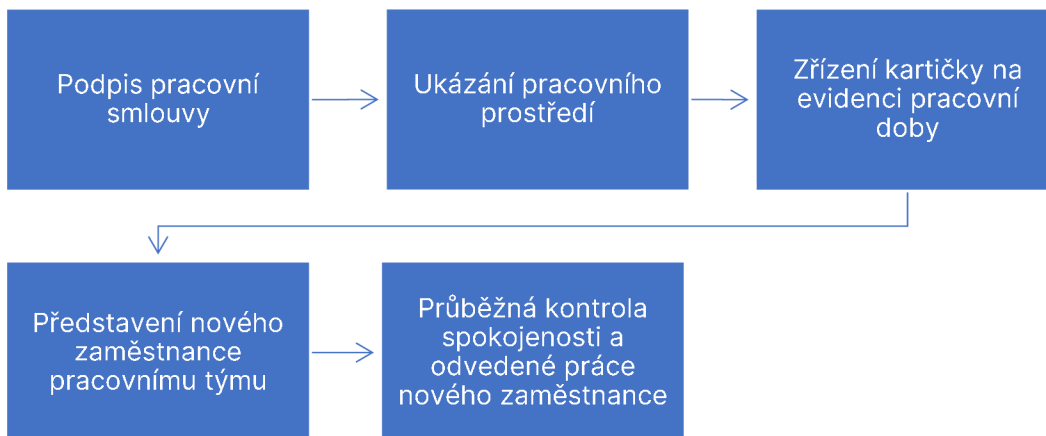 Podpis pracovní
smlouvy
Ukázání pracovního
prostředí
Zřízení kartičky na
evidenci pracovní
doby
Představení nového
zaměstnance
pracovnímu týmu
Průběžná kontrola
spokojenosti a
odvedené práce
nového zaměstnance